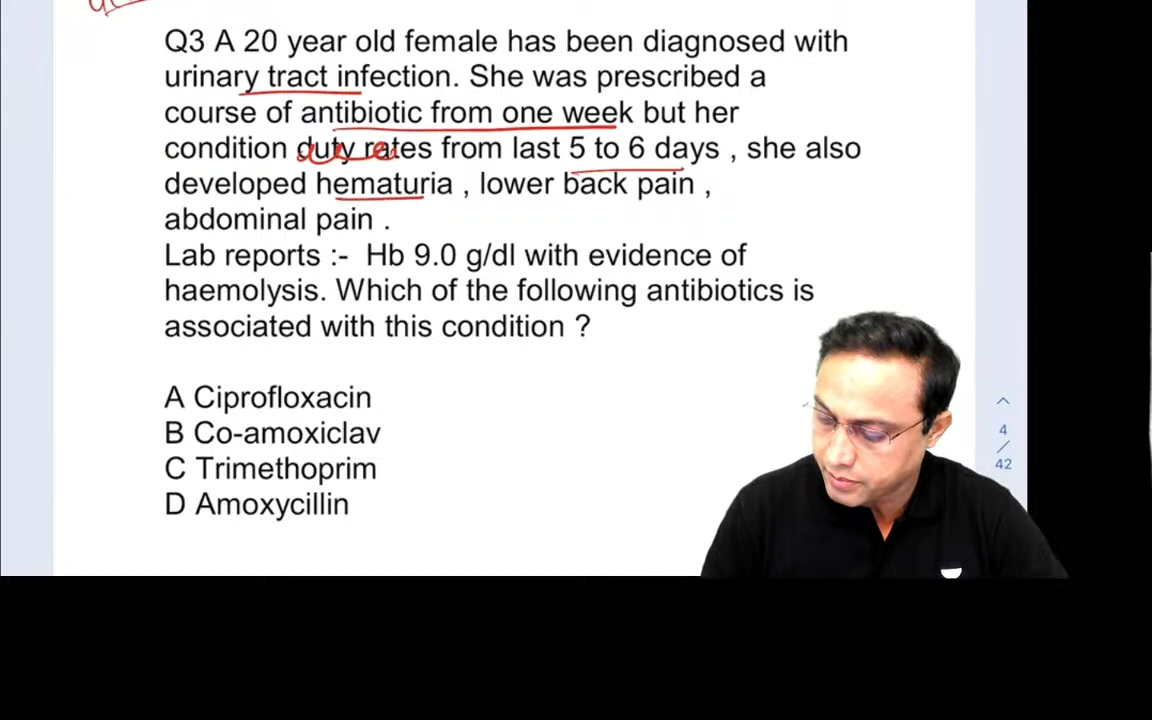 Q3 A 20 year old female has been diagnosed with
urinary tract infection. She was prescribed a
course of antibiotic from one week but her
condition duty rates from last 5 to 6 days , she also
developed hematuria , lower back pain ,
abdominal pain .
Lab reports :- Hb 9.0 g/dl with evidence of
haemolysis. Which of the following antibiotics is
associated with this condition ?
A Ciprofloxacin
B Co-amoxiclav
C Trimethoprim
D Amoxycillin
4
/
42